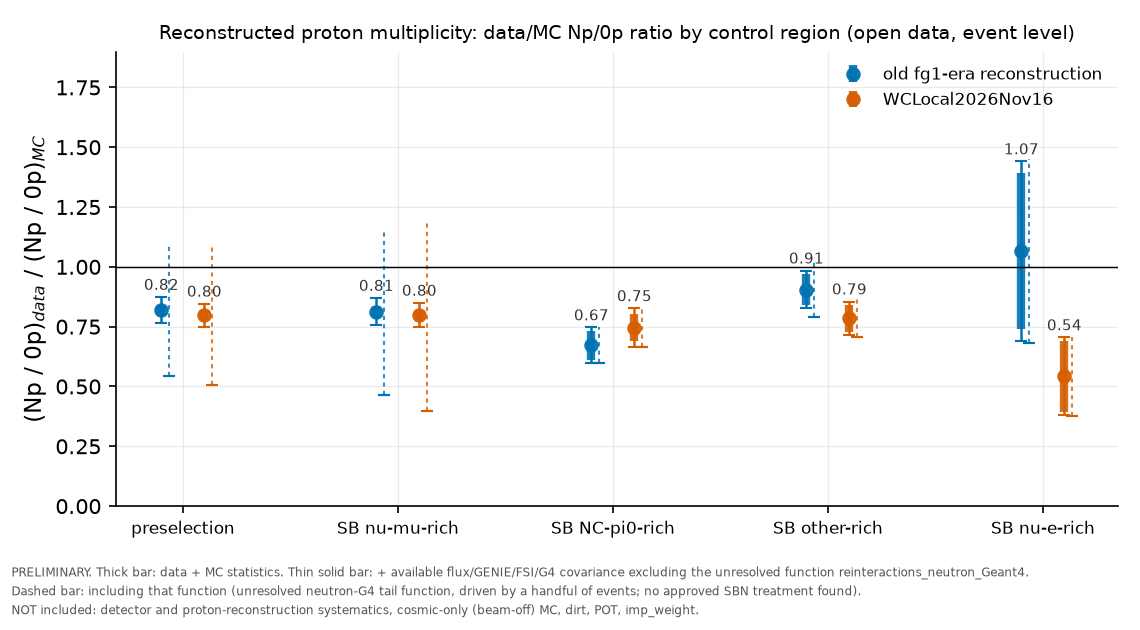 Reconstructed proton multiplicity: data/MC Np/0p ratio by control region (open data, event level)
(Np / 0p)data / (Np / 0p)MC
1.75
1.50
1.25
1.00
0.75
0.50
0.25
0.00
old fg1-era reconstruction
WCLocal2026Nov16
0.82
0.80
0.81
0.80
0.67
0.75
0.91
0.79
1.07
0.54
preselection
SB nu-mu-rich
SB NC-pi0-rich
SB other-rich
SB nu-e-rich
PRELIMINARY. Thick bar: data + MC statistics. Thin solid bar: + available flux/GENIE/FSI/G4 covariance excluding the unresolved function reinteractions_neutron_Geant4.
Dashed bar: including that function (unresolved neutron-G4 tail function, driven by a handful of events; no approved SBN treatment found).
NOT included: detector and proton-reconstruction systematics, cosmic-only (beam-off) MC, dirt, POT, imp_weight.